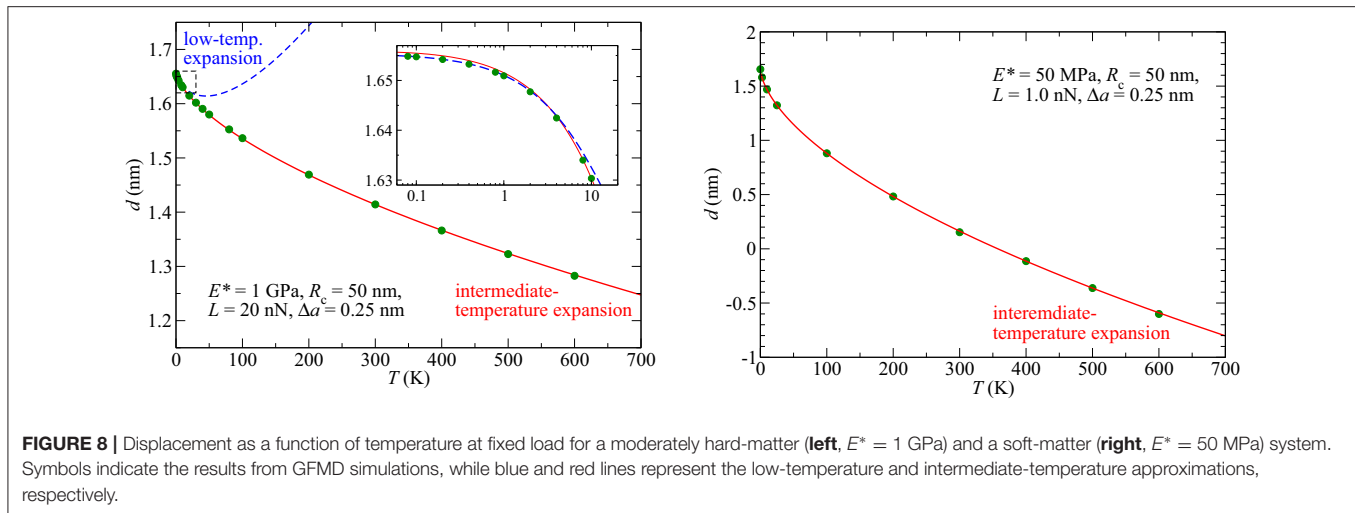 low-temp.
expansion
1.7
1.6
1.5
1.4
1.3
1.2
d (nm)
1.655
1.65
1.64
1.63
0.1
1
10
E* = 1 GPa, R_c = 50 nm,
L = 20 nN, Δa = 0.25 nm
intermediate-
temperature expansion
0 100 200 300 400 500 600 700
T (K)
2
1.5
1
0.5
0
-0.5
-1
d (nm)
E* = 50 MPa, R_c = 50 nm,
L = 1.0 nN, Δa = 0.25 nm
interemdiate-
temperature expansion
0 100 200 300 400 500 600 700
T (K)
FIGURE 8 | Displacement as a function of temperature at fixed load for a moderately hard-matter (left, E* = 1 GPa) and a soft-matter (right, E* = 50 MPa) system.
Symbols indicate the results from GFMD simulations, while blue and red lines represent the low-temperature and intermediate-temperature approximations,
respectively.